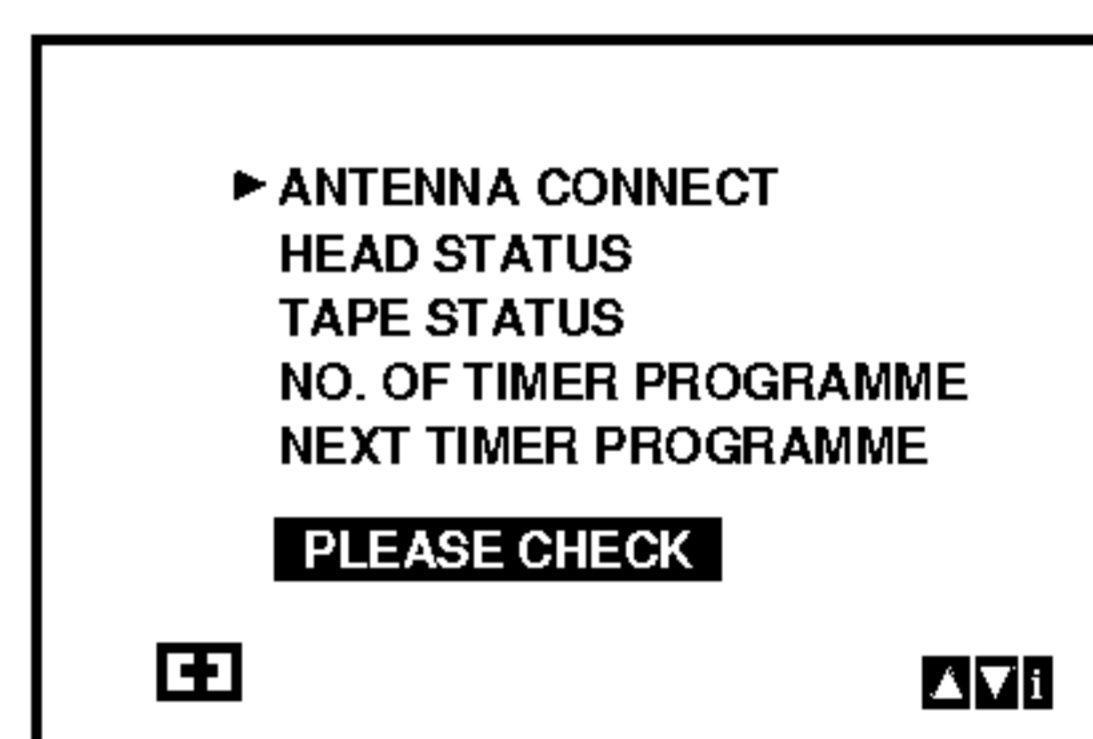 ►ANTENNA CONNECT
HEAD STATUS
TAPE STATUS
NO. OF TIMER PROGRAMME
NEXT TIMER PROGRAMME
PLEASE CHECK
▲▼i